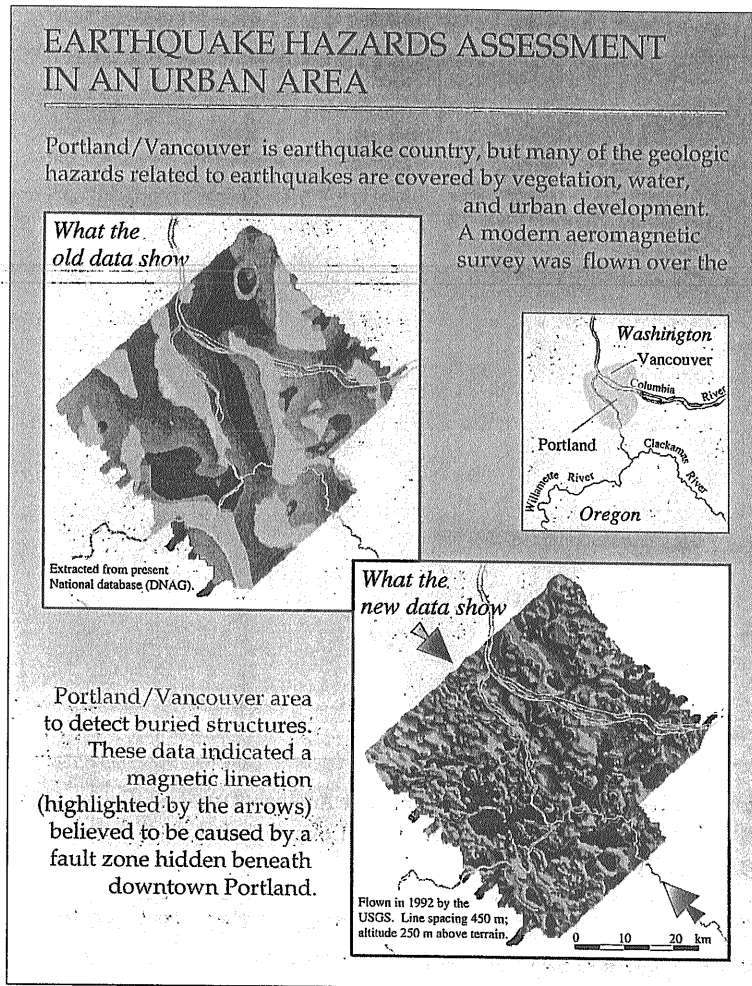 EARTHQUAKE HAZARDS ASSESSMENT
IN AN URBAN AREA
Portland/Vancouver is earthquake country, but many of the geologic
hazards related to earthquakes are covered by vegetation, water,
and urban development.
A modern aeromagnetic
survey was flown over the
What the
old data show
Extracted from present
National database (DNAG).
Washington
Vancouver
Columbia River
Portland
Clackamas River
Willamette River
Oregon
What the
new data show
Portland/Vancouver area
to detect buried structures.
These data indicated a
magnetic lineation
(highlighted by the arrows)
believed to be caused by a
fault zone hidden beneath
downtown Portland.
Flown in 1992 by the
USGS. Line spacing 450 m;
altitude 250 m above terrain.
0 10 20 km